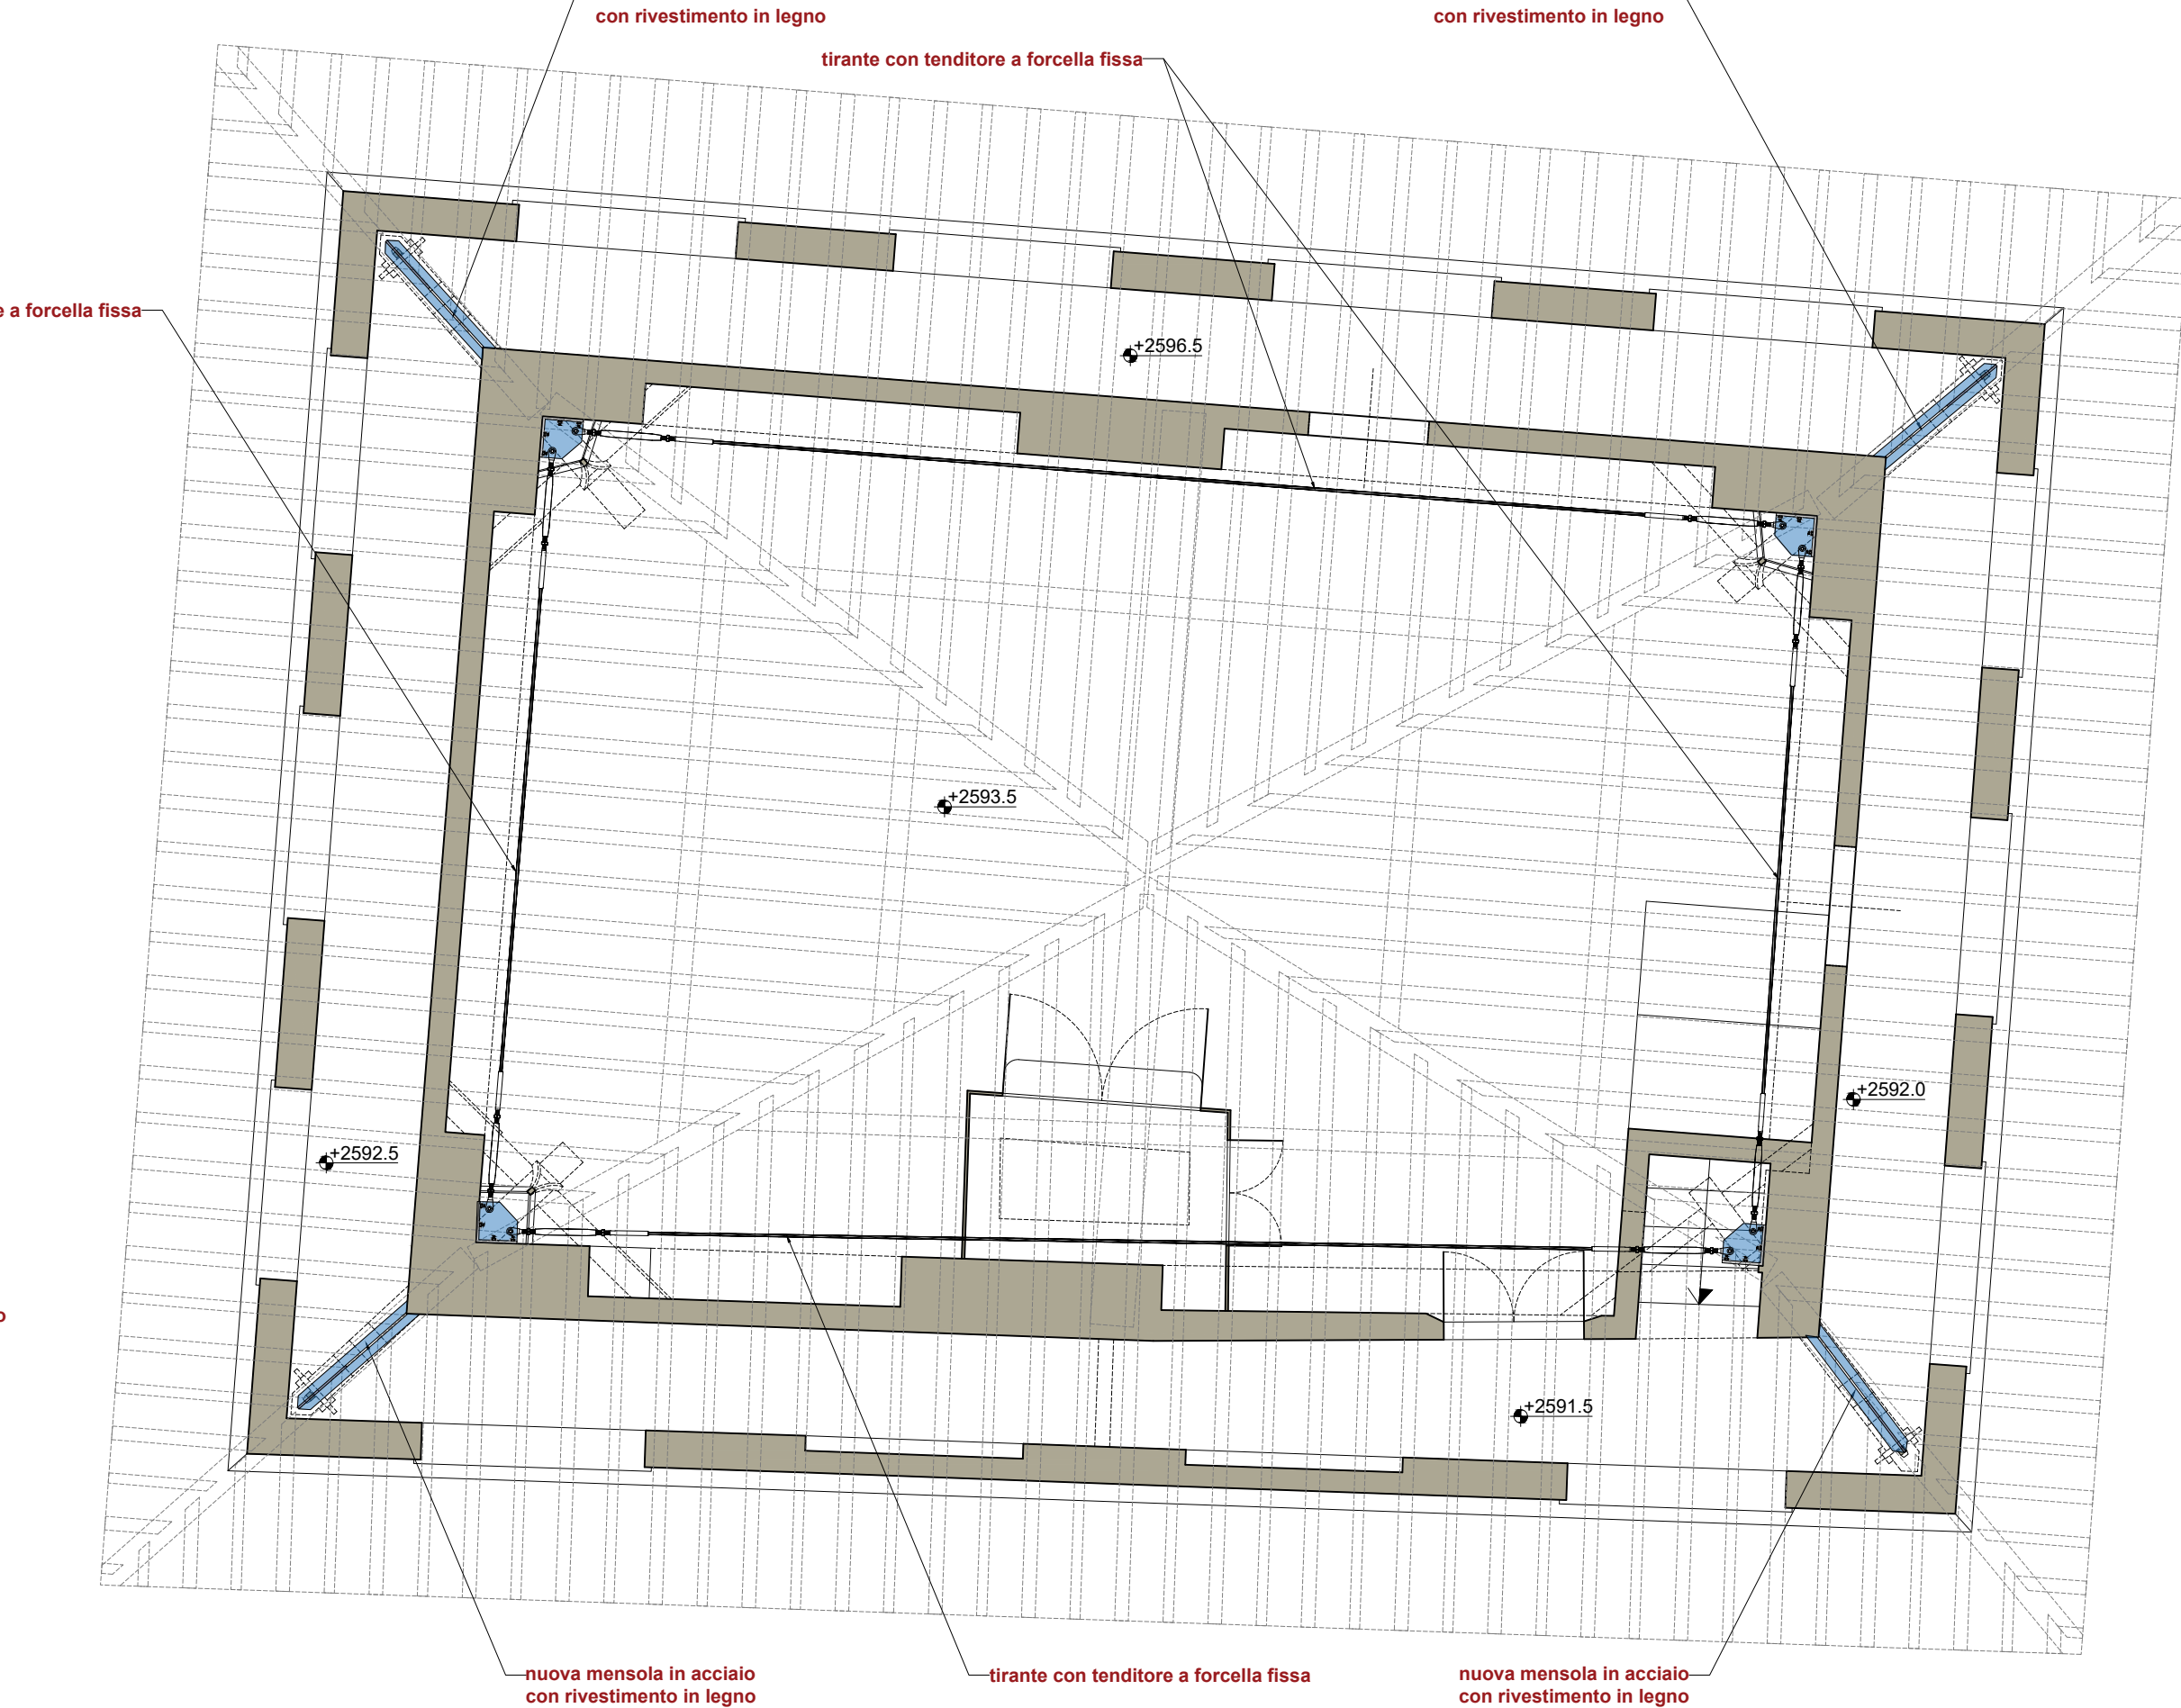 con rivestimento in legno
con rivestimento in legno
tirante con tenditore a forcella fissa
a forcella fissa
+2596.5
+2593.5
+2592.0
+2592.5
+2591.5
nuova mensola in acciaio
con rivestimento in legno
tirante con tenditore a forcella fissa
nuova mensola in acciaio
con rivestimento in legno